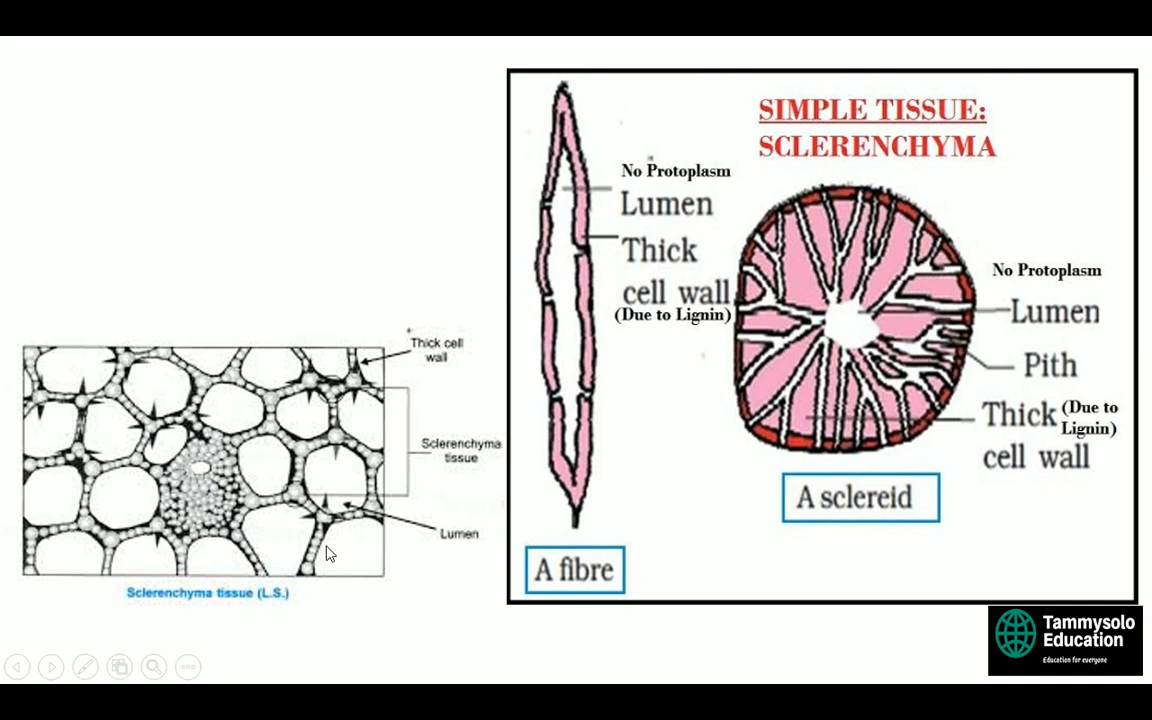 SIMPLE TISSUE:
SCLERENCHYMA
No Protoplasm
Lumen
Thick
cell wall
(Due to Lignin)
A fibre
No Protoplasm
Lumen
Pith
Thick (Due to
Lignin)
cell wall
A sclereid
Thick cell
wall
Sclerenchyma
tissue
Lumen
Sclerenchyma tissue (L.S.)
Tammysolo
Education
Education for everyone